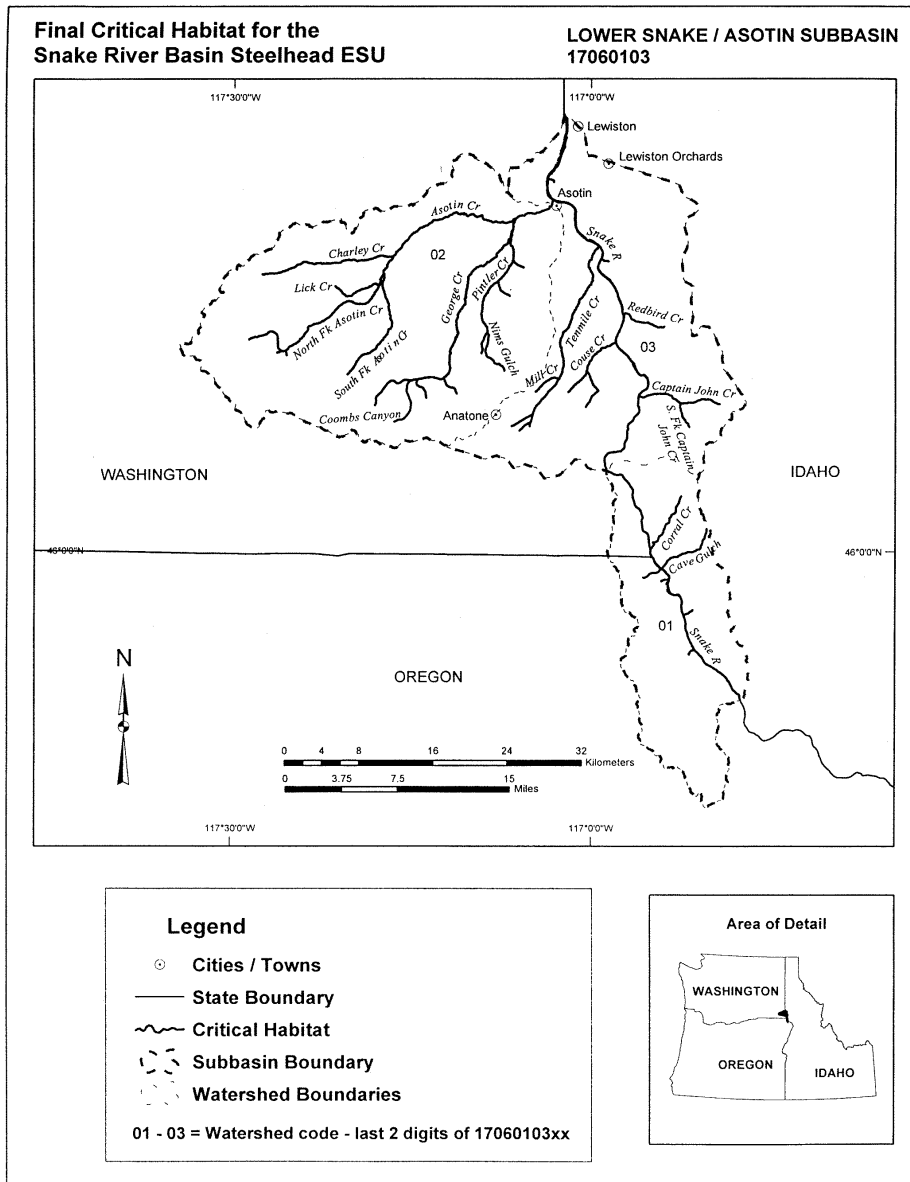 Final Critical Habitat for the
Snake River Basin Steelhead ESU
LOWER SNAKE / ASOTIN SUBBASIN
17060103
117°30'0"W
117°0'0"W
Lewiston
Lewiston Orchards
Asotin
Asotin Cr
Snake R
02
Charley Cr
Lick Cr
George Cr
Pintler Cr
North Fk Asotin Cr
Tenmile Cr
Redbird Cr
South Fk Asotin Cr
Nims Gulch
Couse Cr
03
Mill Cr
Captain John Cr
Coombs Canyon
Anatone
S. Fk Captain
John Cr
WASHINGTON
IDAHO
Corral Cr
46°0'0"N
46°0'0"N
Cave Gulch
01
Snake R
N
OREGON
0 4 8 16 24 32
Kilometers
0 3.75 7.5 15
Miles
117°30'0"W
117°0'0"W
Legend
Cities / Towns
State Boundary
Critical Habitat
Subbasin Boundary
Watershed Boundaries
01 - 03 = Watershed code - last 2 digits of 17060103xx
Area of Detail
WASHINGTON
OREGON
IDAHO